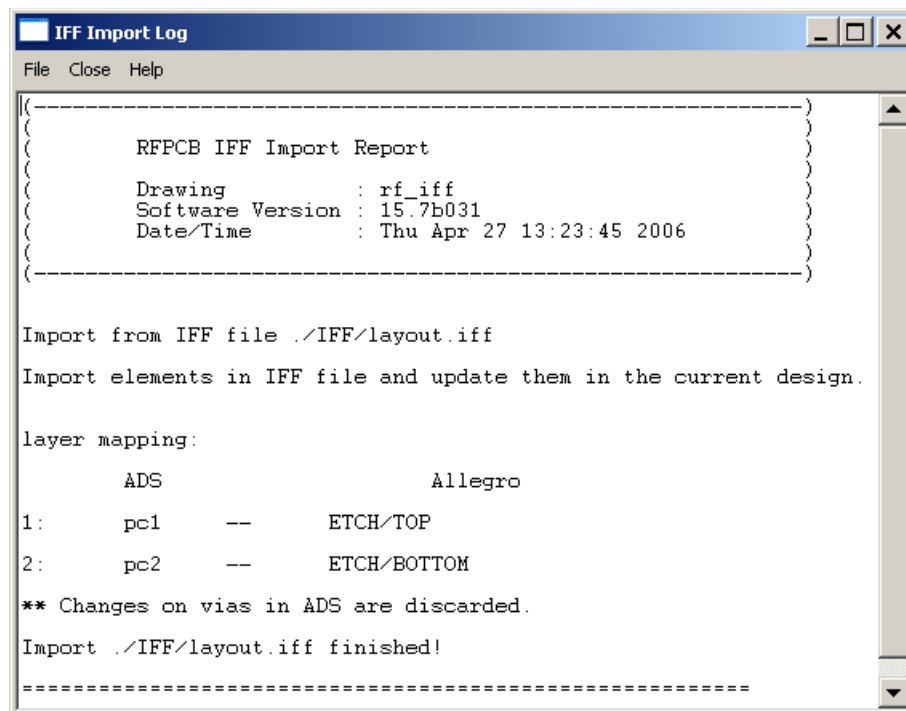 IFF Import Log
File Close Help
(------------------------------------------------------------)
( )
( RFPCB IFF Import Report )
( )
( Drawing : rf_iff )
( Software Version : 15.7b031 )
( Date/Time : Thu Apr 27 13:23:45 2006 )
( )
(------------------------------------------------------------)
Import from IFF file ./IFF/layout.iff
Import elements in IFF file and update them in the current design.
layer mapping:
ADS Allegro
1: pc1 -- ETCH/TOP
2: pc2 -- ETCH/BOTTOM
** Changes on vias in ADS are discarded.
Import ./IFF/layout.iff finished!
=========================================================